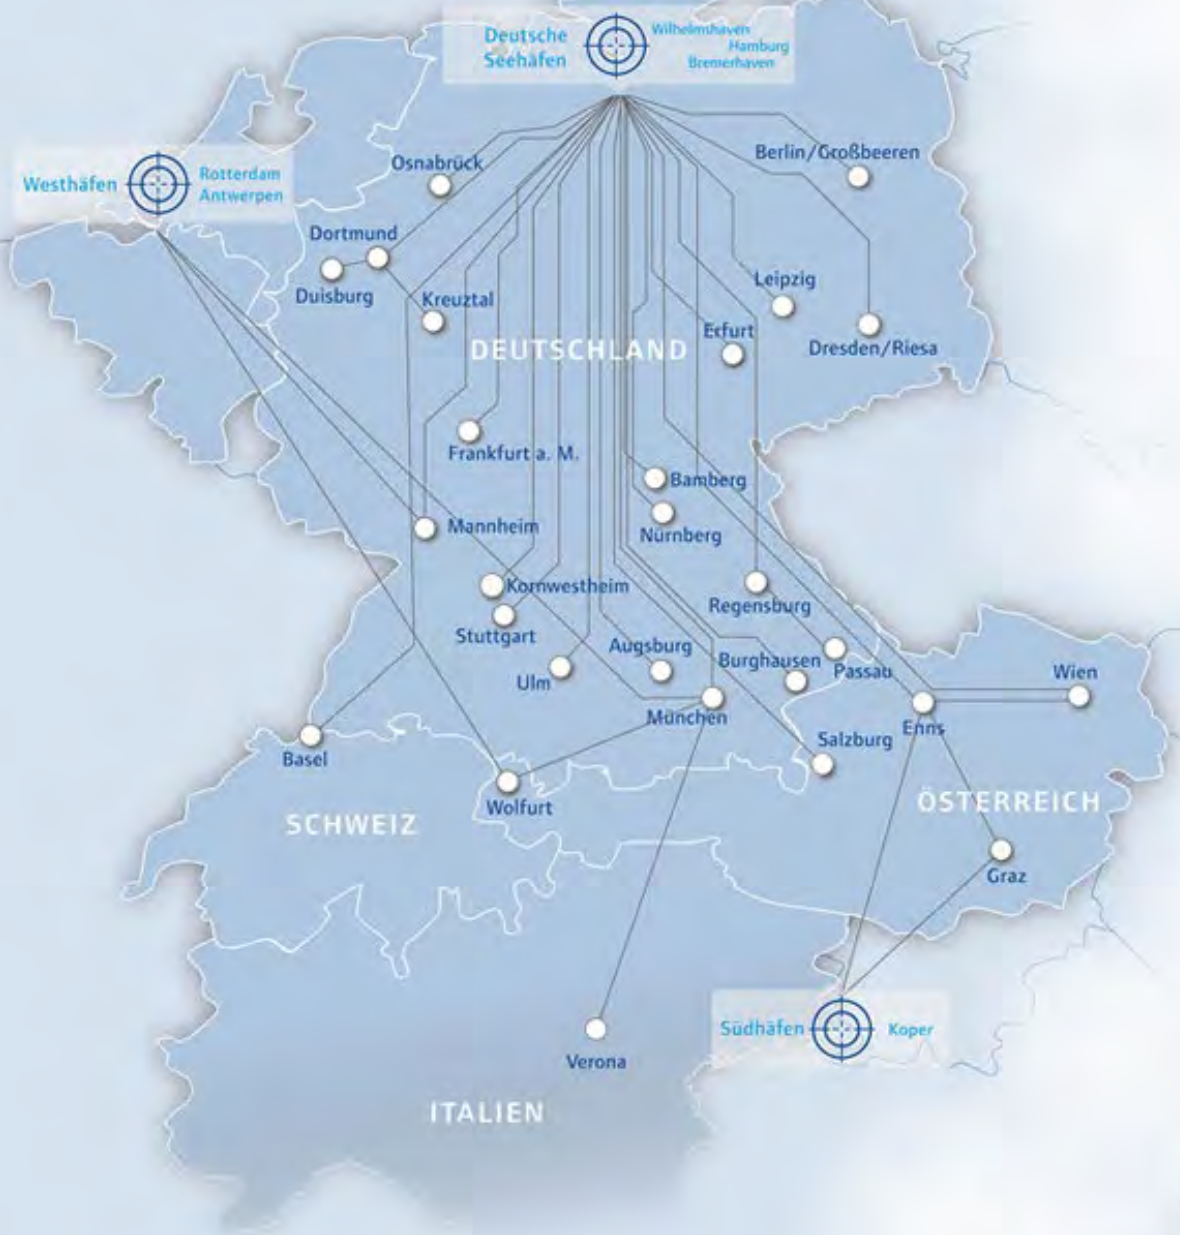 Deutsche
Seehäfen
Wilhelmshaven
Hamburg
Bremerhaven
Westhäfen
Rotterdam
Antwerpen
Osnabrück
Berlin/Großbeeren
Dortmund
Duisburg
Kreuztal
Leipzig
Erfurt
Dresden/Riesa
DEUTSCHLAND
Frankfurt a. M.
Bamberg
Nürnberg
Mannheim
Kornwestheim
Stuttgart
Regensburg
Augsburg
Ulm
Burghausen
Passau
München
Wien
Enns
Salzburg
Basel
Wolfurt
SCHWEIZ
ÖSTERREICH
Graz
Südhäfen
Koper
Verona
ITALIEN